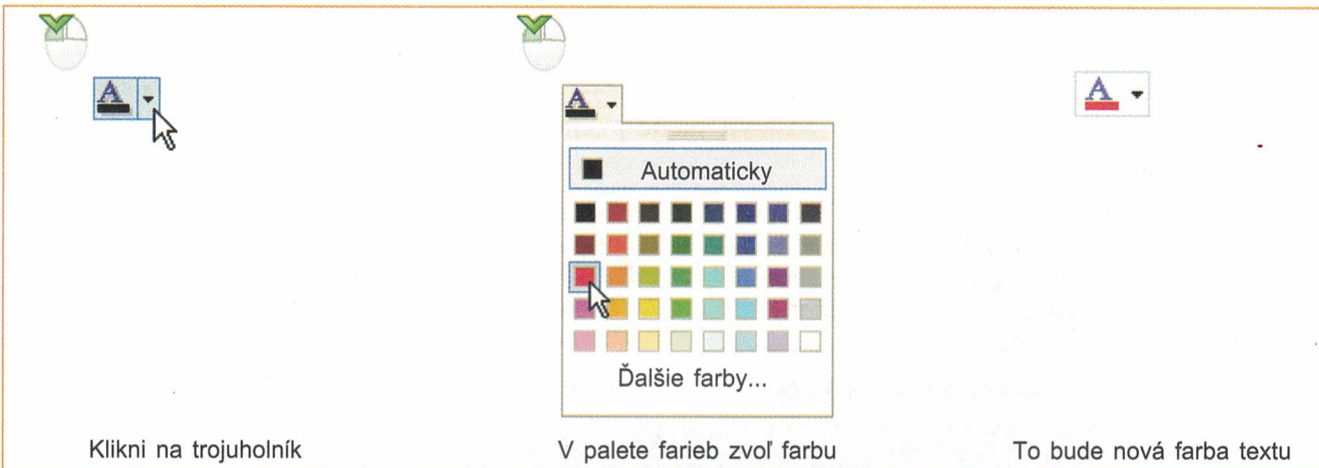 A
A
A
Automaticky
Ďalšie farby...
Klikni na trojuholník
V palete farieb zvoľ farbu
To bude nová farba textu